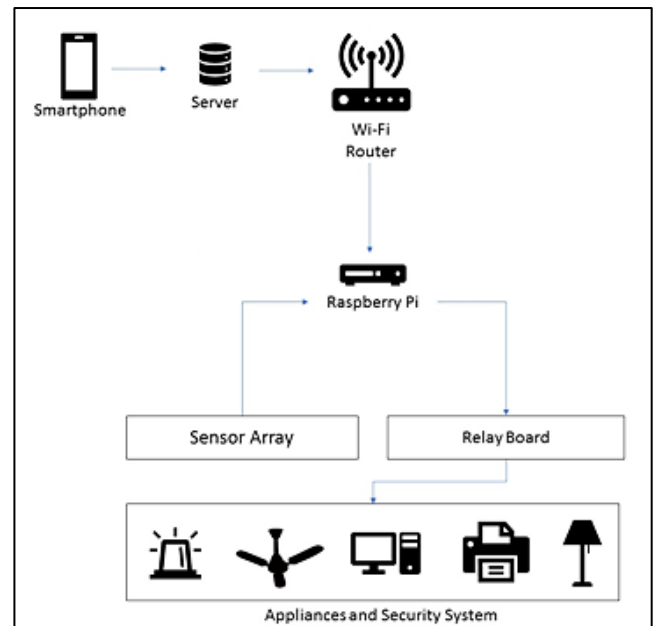 Smartphone
Server
Wi-Fi
Router
Raspberry Pi
Sensor Array
Relay Board
Appliances and Security System